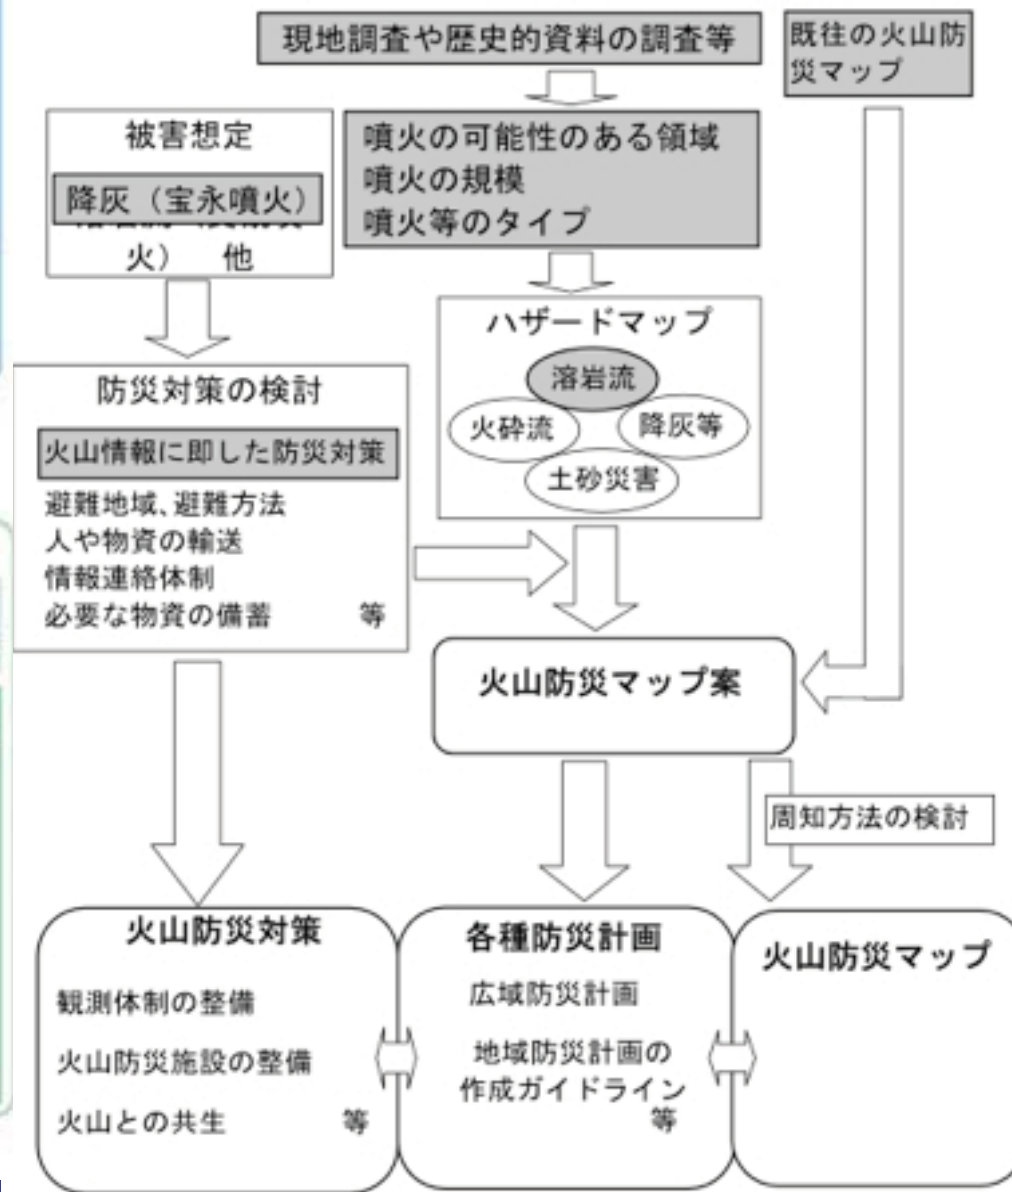 現地調査や歴史的資料の調査等
既往の火山防
災マップ
被害想定
降灰（宝永噴火）
火）　他
噴火の可能性のある領域
噴火の規模
噴火等のタイプ
ハザードマップ
溶岩流
火砕流
降灰等
土砂災害
防災対策の検討
火山情報に即した防災対策
避難地域、避難方法
人や物資の輸送
情報連絡体制
必要な物資の備蓄　等
火山防災マップ案
周知方法の検討
火山防災対策
観測体制の整備
火山防災施設の整備
火山との共生　等
各種防災計画
広域防災計画
地域防災計画の
作成ガイドライン
等
火山防災マップ